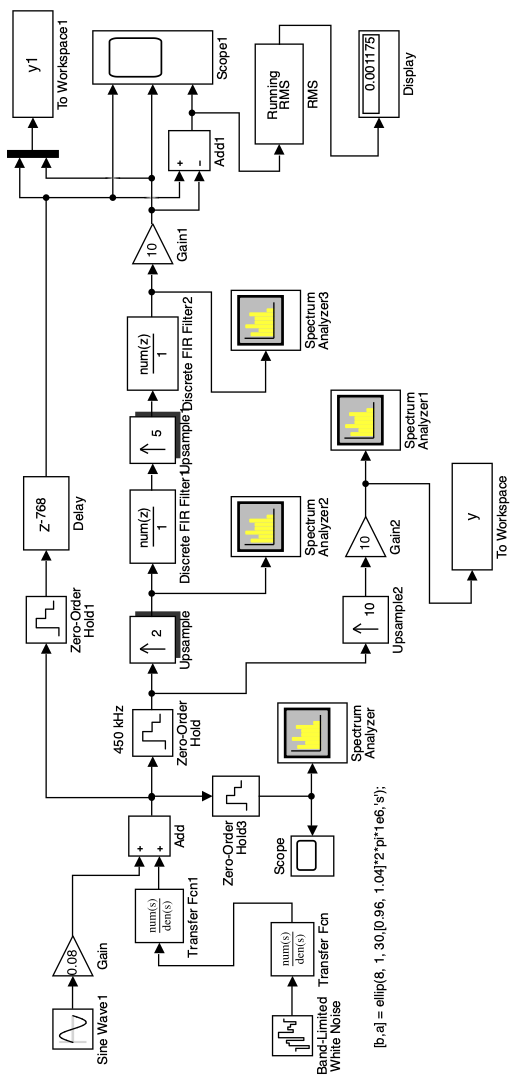 Sine Wave1
0.08
Gain
Band-Limited
White Noise
num(s)
den(s)
Transfer Fcn
num(s)
den(s)
Transfer Fcn1
+
+
Add
Zero-Order
Hold3
Scope
Spectrum
Analyzer
450 kHz
Zero-Order
Hold
Zero-Order
Hold1
Z-768
Delay
2
Upsample
num(z)
1
Discrete FIR Filter1
5
Upsample1
num(z)
1
Discrete FIR Filter2
10
Gain1
Spectrum
Analyzer2
Spectrum
Analyzer3
10
Upsample2
10
Gain2
Spectrum
Analyzer1
y
To Workspace
+
-
Add1
y1
To Workspace1
Scope1
Running
RMS
RMS
0.001175
Display
[b,a] = ellip(8, 1, 30,[0.96, 1.04]*2*pi*1e6,'s');